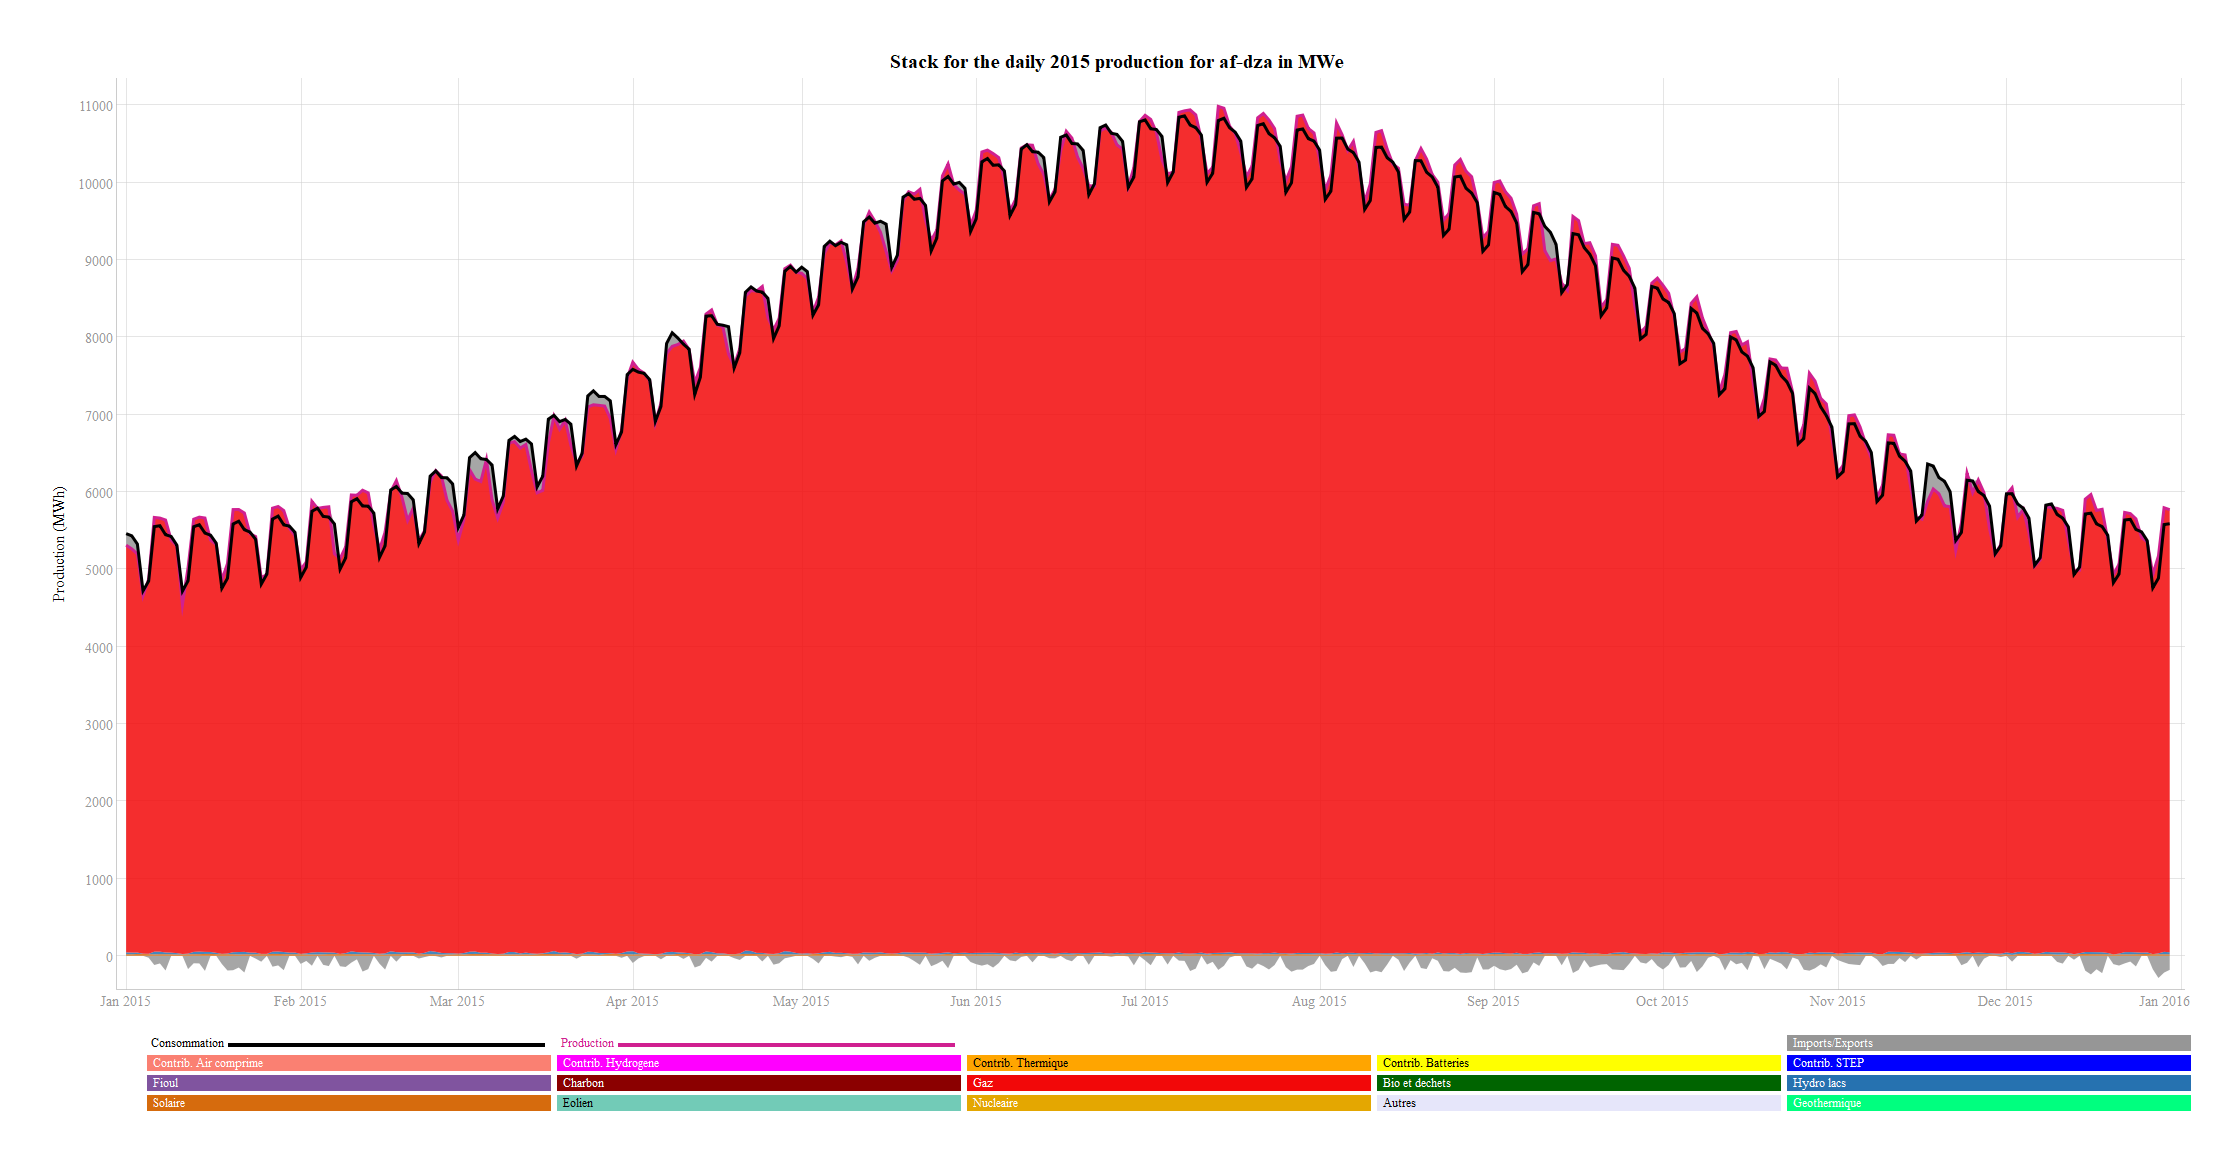 Stack for the daily 2015 production for af-dza in MWe
Production (MWh)
11000
10000
9000
8000
7000
6000
5000
4000
3000
2000
1000
0
Jan 2015 Feb 2015 Mar 2015 Apr 2015 May 2015 Jun 2015 Jul 2015 Aug 2015 Sep 2015 Oct 2015 Nov 2015 Dec 2015 Jan 2016
Consommation Production Imports/Exports
Contrib. Air comprime Contrib. Hydrogene Contrib. Thermique Contrib. Batteries Contrib. STEP
Fioul Charbon Gaz Bio et dechets Hydro lacs
Solaire Eolien Nucleaire Autres Geothermique